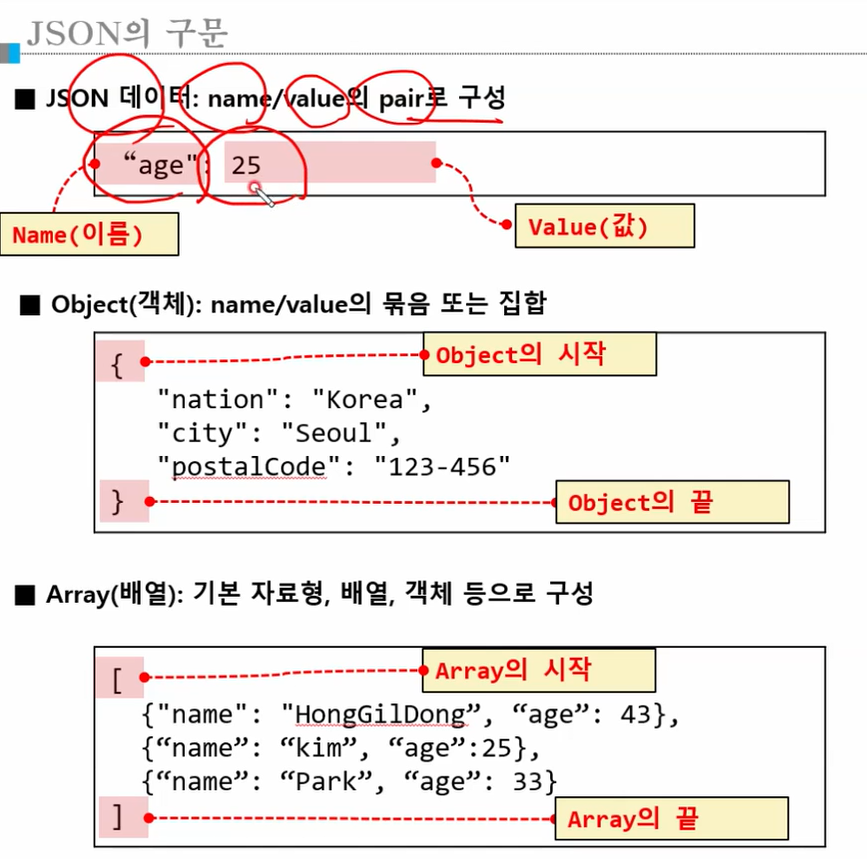 JSON의 구문
■ JSON 데이터: name/value의 pair로 구성
“age": 25
Name(이름)
Value(값)
■ Object(객체): name/value의 묶음 또는 집합
{
Object의 시작
"nation": "Korea",
"city": "Seoul",
"postalCode": "123-456"
}
Object의 끝
■ Array(배열): 기본 자료형, 배열, 객체 등으로 구성
[
Array의 시작
{"name": "HongGilDong”, “age”: 43},
{“name”: “kim”, “age”:25},
{“name”: “Park”, “age”: 33}
]
Array의 끝